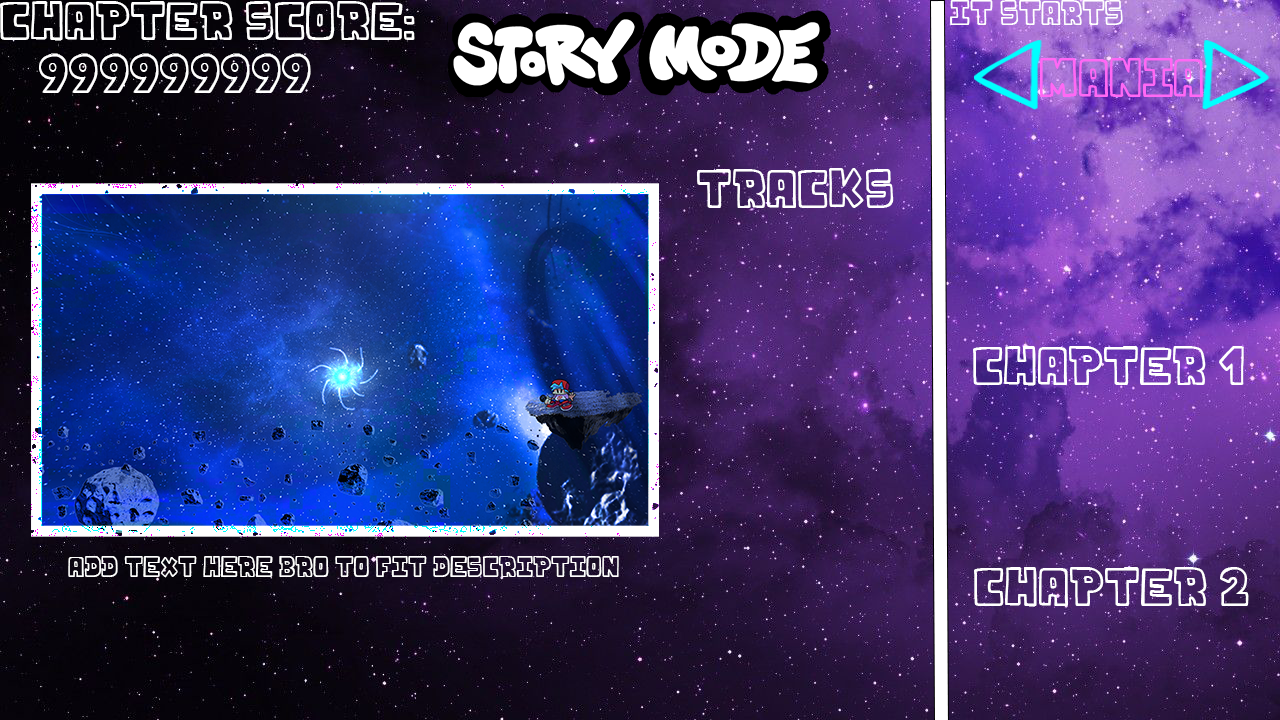 CHAPTER SCORE:
999999999
STORY MODE
IT STARTS
MANIA
TRACKS
CHAPTER 1
ADD TEXT HERE BRO TO FIT DESCRIPTION
CHAPTER 2